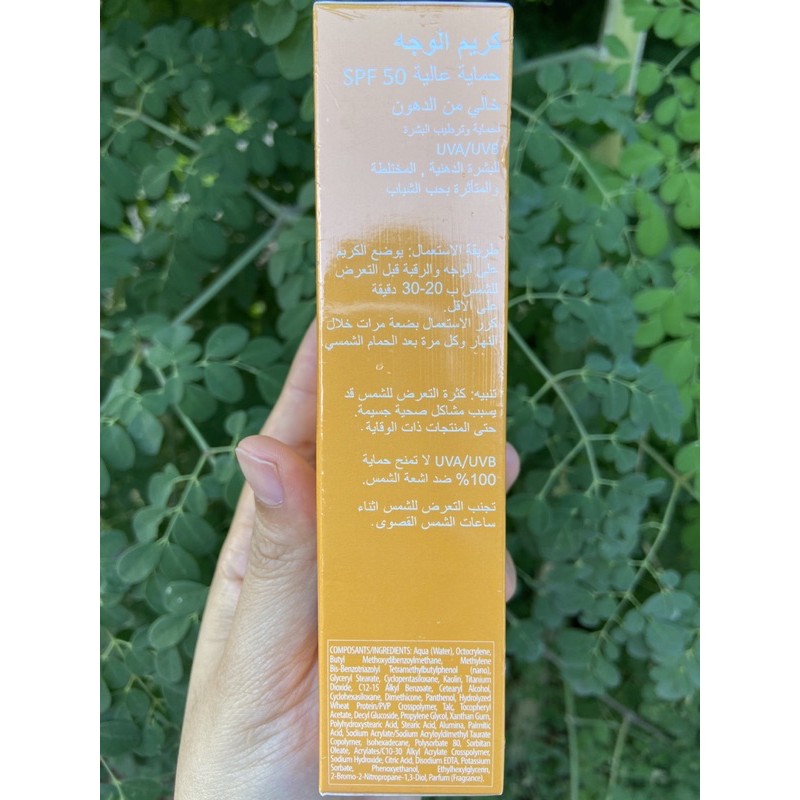 كريم الوجه
حماية عالية SPF 50
خالي من الدهون
لحماية وترطيب البشرة
UVA/UVB
للبشرة الدهنية , المختلطة
والمتأثرة بحب الشباب
طريقة الاستعمال: يوضع الكريم
على الوجه والرقبة قبل التعرض
للشمس ب 20-30 دقيقة
على الاقل.
كرر الاستعمال بضعة مرات خلال
النهار وكل مرة بعد الحمام الشمسي.
تنبيه: كثرة التعرض للشمس قد
يسبب مشاكل صحية جسيمة.
حتى المنتجات ذات الوقاية.
UVA/UVB لا تمنح حماية
100% ضد اشعة الشمس.
تجنب التعرض للشمس اثناء
ساعات الشمس القصوى.
COMPOSANTS/INGREDIENTS: Aqua (Water), Octocrylene,
Butyl Methoxydibenzoylmethane, Methylene
Bis-Benzotriazolyl Tetramethylbutylphenol (nano),
Glyceryl Stearate, Cyclopentasiloxane, Kaolin, Titanium
Dioxide, C12-15 Alkyl Benzoate, Cetearyl Alcohol,
Cyclohexasiloxane, Dimethicone, Panthenol, Hydrolyzed
Wheat Protein/PVP Crosspolymer, Talc, Tocopheryl
Acetate, Decyl Glucoside, Propylene Glycol, Xanthan Gum,
Polyhydroxystearic Acid, Stearic Acid, Alumina, Palmitic
Acid, Sodium Acrylate/Sodium Acryloyldimethyl Taurate
Copolymer, Isohexadecane, Polysorbate 80, Sorbitan
Oleate, Acrylates/C10-30 Alkyl Acrylate Crosspolymer,
Sodium Hydroxide, Citric Acid, Disodium EDTA, Potassium
Sorbate, Phenoxyethanol, Ethylhexylglycerin,
2-Bromo-2-Nitropropane-1,3-Diol, Parfum (Fragrance).